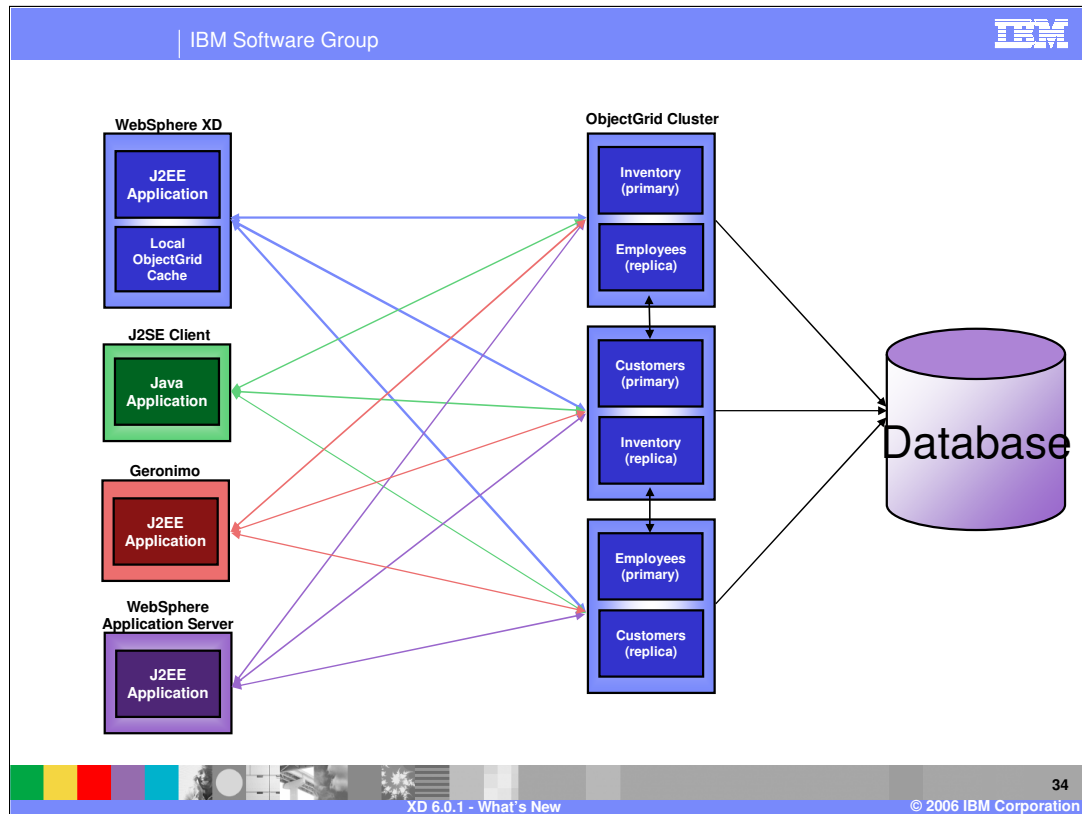 IBM Software Group
IBM
WebSphere XD
J2EE
Application
Local
ObjectGrid
Cache
J2SE Client
Java
Application
Geronimo
J2EE
Application
WebSphere
Application Server
J2EE
Application
ObjectGrid Cluster
Inventory
(primary)
Employees
(replica)
Customers
(primary)
Inventory
(replica)
Employees
(primary)
Customers
(replica)
Database
34
XD 6.0.1 - What's New
© 2006 IBM Corporation